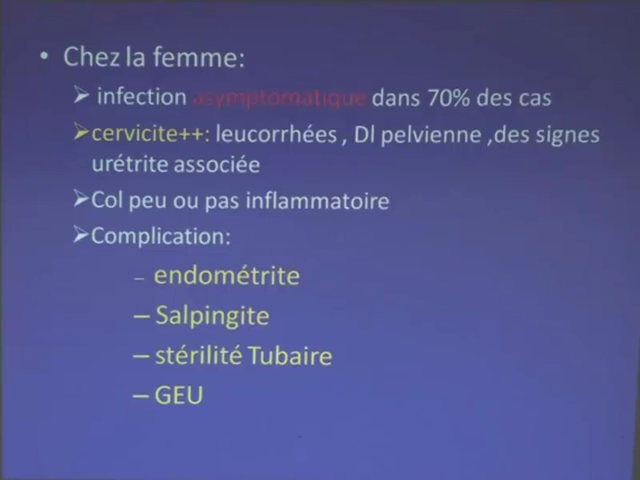 • Chez la femme:
➢ infection asymptomatique dans 70% des cas
➢cervicite++: leucorrhées , Dl pelvienne ,des signes
urétrite associée
➢Col peu ou pas inflammatoire
➢Complication:
– endométrite
– Salpingite
– stérilité Tubaire
– GEU